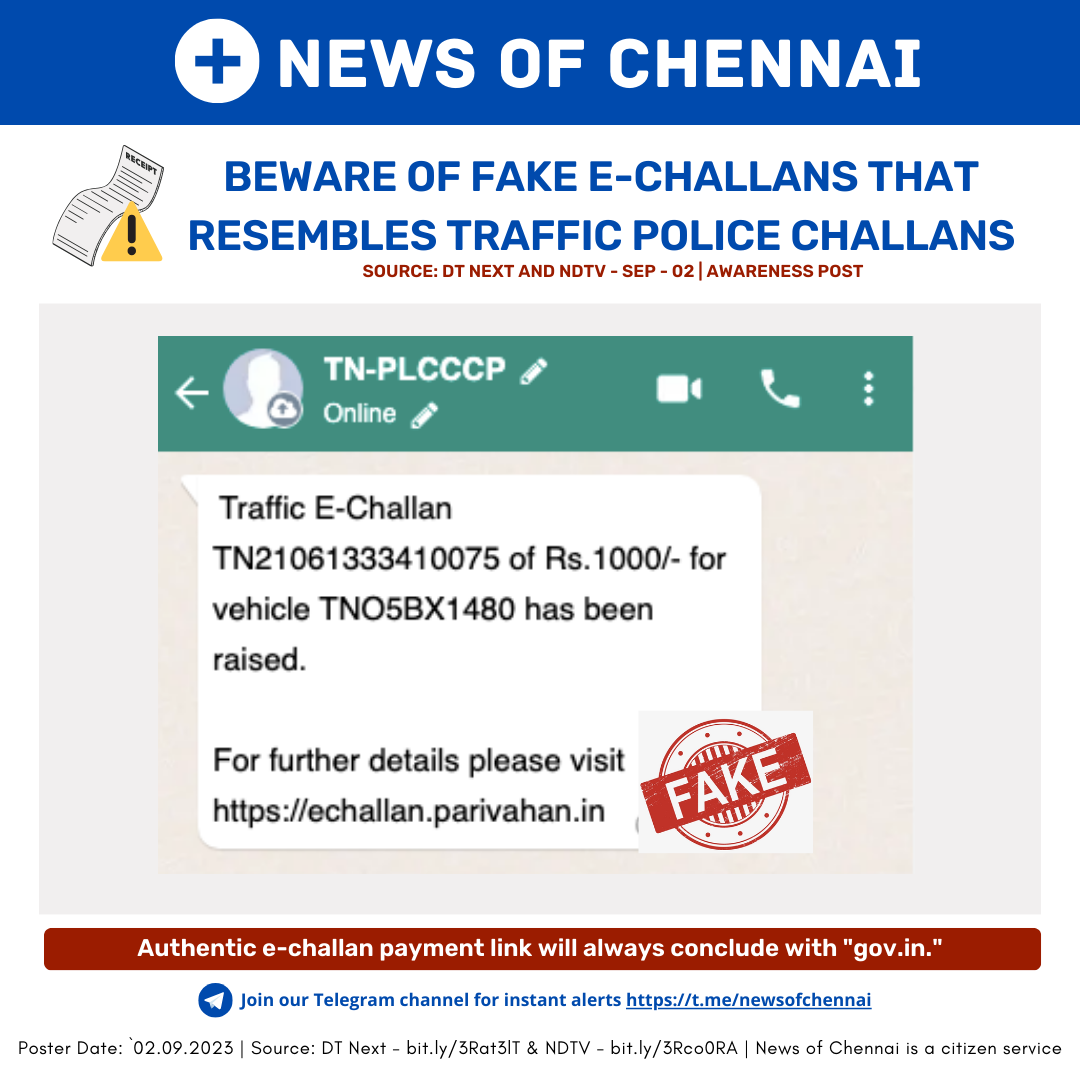 NEWS OF CHENNAI
RECEIPT
BEWARE OF FAKE E-CHALLANS THAT
RESEMBLES TRAFFIC POLICE CHALLANS
SOURCE: DT NEXT AND NDTV - SEP - 02 | AWARENESS POST
TN-PLCCCP
Online
Traffic E-Challan
TN21061333410075 of Rs.1000/- for
vehicle TNO5BX1480 has been
raised.
For further details please visit
https://echallan.parivahan.in
FAKE
Authentic e-challan payment link will always conclude with "gov.in."
Join our Telegram channel for instant alerts https://t.me/newsofchennai
Poster Date: `02.09.2023 | Source: DT Next - bit.ly/3Rat3lT & NDTV - bit.ly/3Rco0RA | News of Chennai is a citizen service